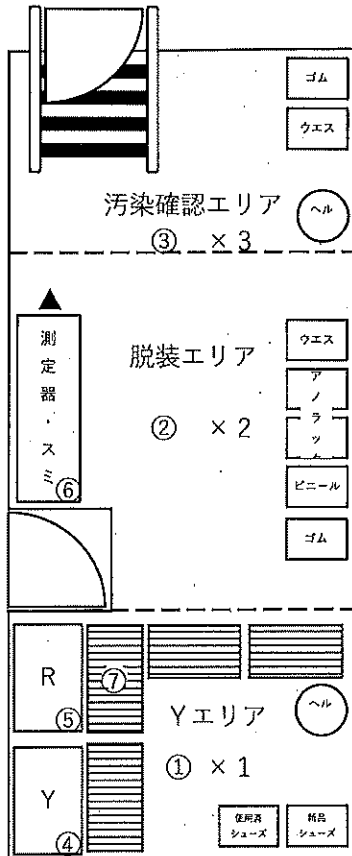 ゴム
ウエス
汚染確認エリア
ヘル
③ ×3
測定器・スミ
⑥
脱装エリア
② ×2
ウエス
アノラック
ビニール
ゴム
R
⑤
⑦
Yエリア
ヘル
① ×1
Y
④
使用済
シューズ
新品
シューズ